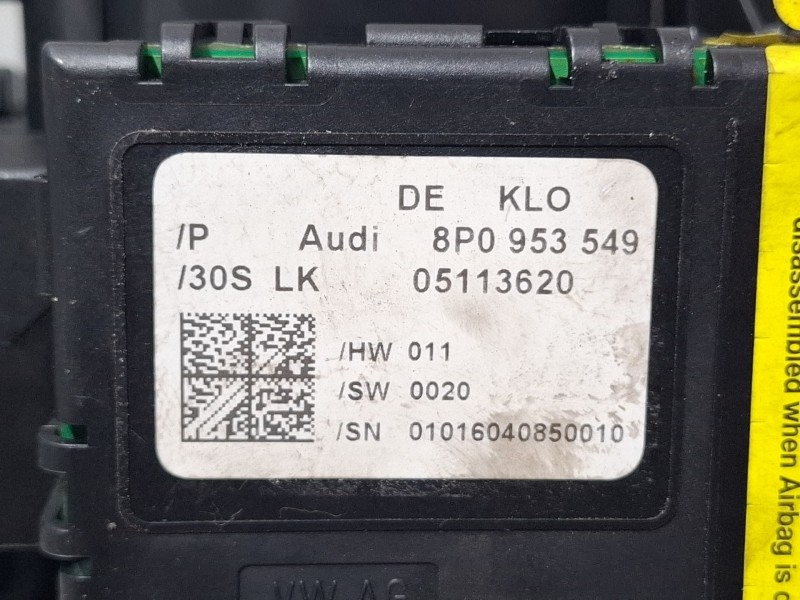 DE KLO
/P Audi 8P0 953 549
/30S LK 05113620
/HW 011
/SW 0020
/SN 01016040850010
VW AG
disassembled when Airbag is